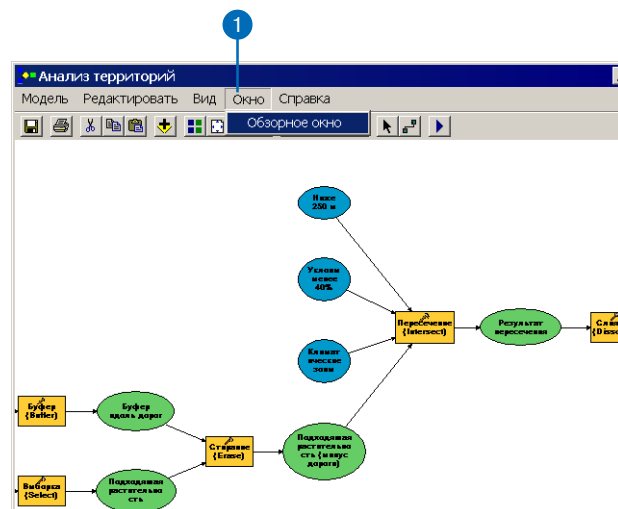 1
Анализ территорий
Модель Редактировать Вид Окно Справка
Обзорное окно
Ниже
250 м
менее
40%
Климат
ические
зоны
Пересечение
(Intersect)
Результат
пересечения
Буфер
(Buffer)
Буфер
вдоль дорог
Стирание
(Erase)
Подходящая
растительно
сть (минус
дороги)
Выборка
(Select)
Подходящая
растительно
сть